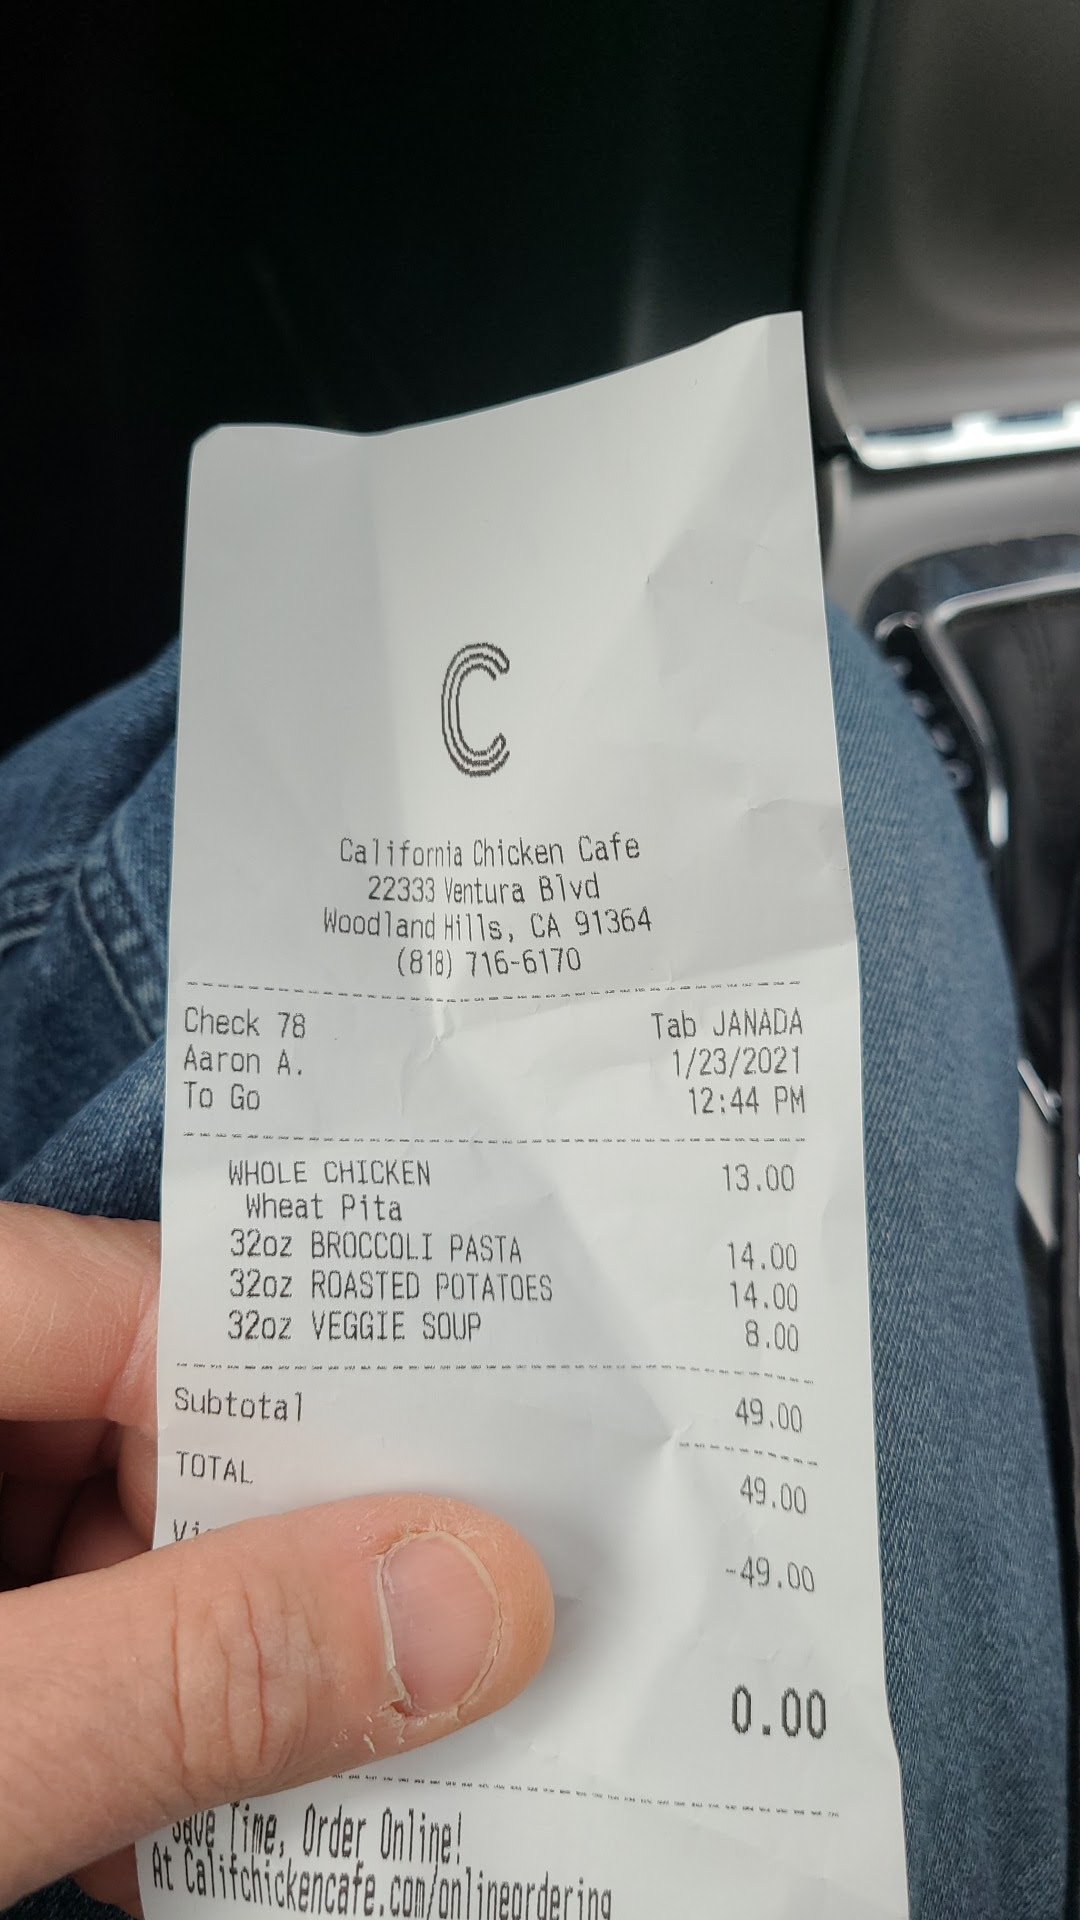 C
California Chicken Cafe
22333 Ventura Blvd
Woodland Hills, CA 91364
(818) 716-6170
Check 78 Tab JANADA
Aaron A. 1/23/2021
To Go 12:44 PM
WHOLE CHICKEN 13.00
Wheat Pita
32oz BROCCOLI PASTA 14.00
32oz ROASTED POTATOES 14.00
32oz VEGGIE SOUP 8.00
Subtotal 49.00
TOTAL 49.00
-49.00
0.00
Save Time, Order Online!
At Califchickencafe.com/onlineordering